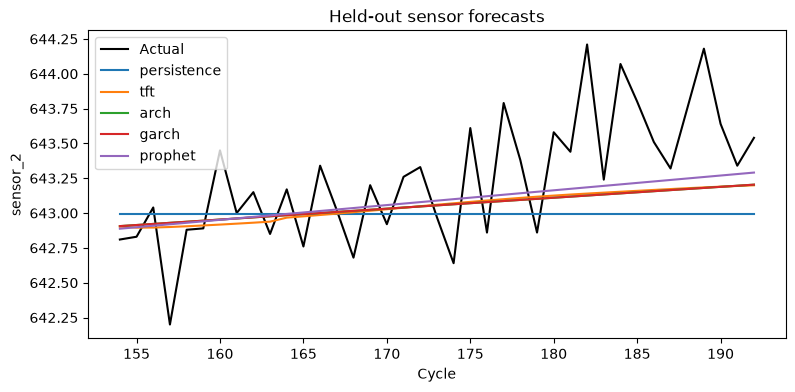 Held-out sensor forecasts
644.25
644.00
643.75
643.50
643.25
643.00
642.75
642.50
642.25
sensor_2
Actual
persistence
tft
arch
garch
prophet
155 160 165 170 175 180 185 190
Cycle